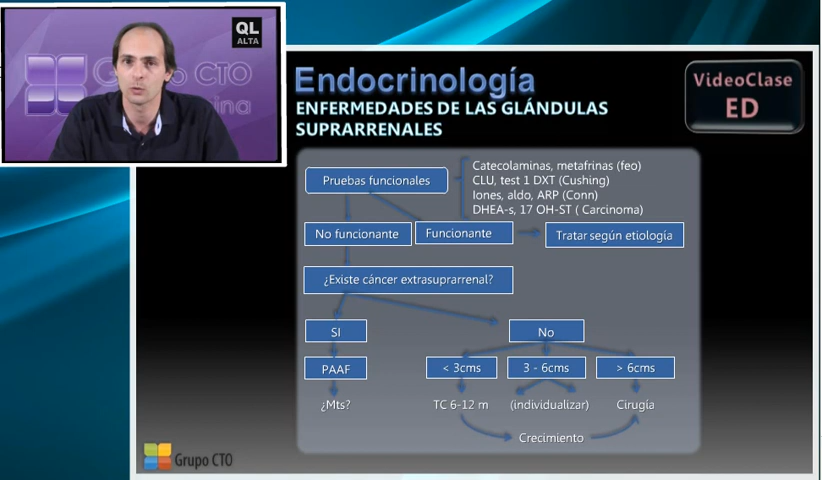 QL
ALTA
Grupo CTO
ina
Endocrinología
ENFERMEDADES DE LAS GLÁNDULAS
SUPRARRENALES
VideoClase
ED
Pruebas funcionales
Catecolaminas, metafrinas (feo)
CLU, test 1 DXT (Cushing)
Iones, aldo, ARP (Conn)
DHEA-s, 17 OH-ST ( Carcinoma)
No funcionante
Funcionante
Tratar según etiología
¿Existe cáncer extrasuprarrenal?
SI
No
PAAF
< 3cms
3 - 6cms
> 6cms
¿Mts?
TC 6-12 m
(individualizar)
Cirugía
Crecimiento
Grupo CTO